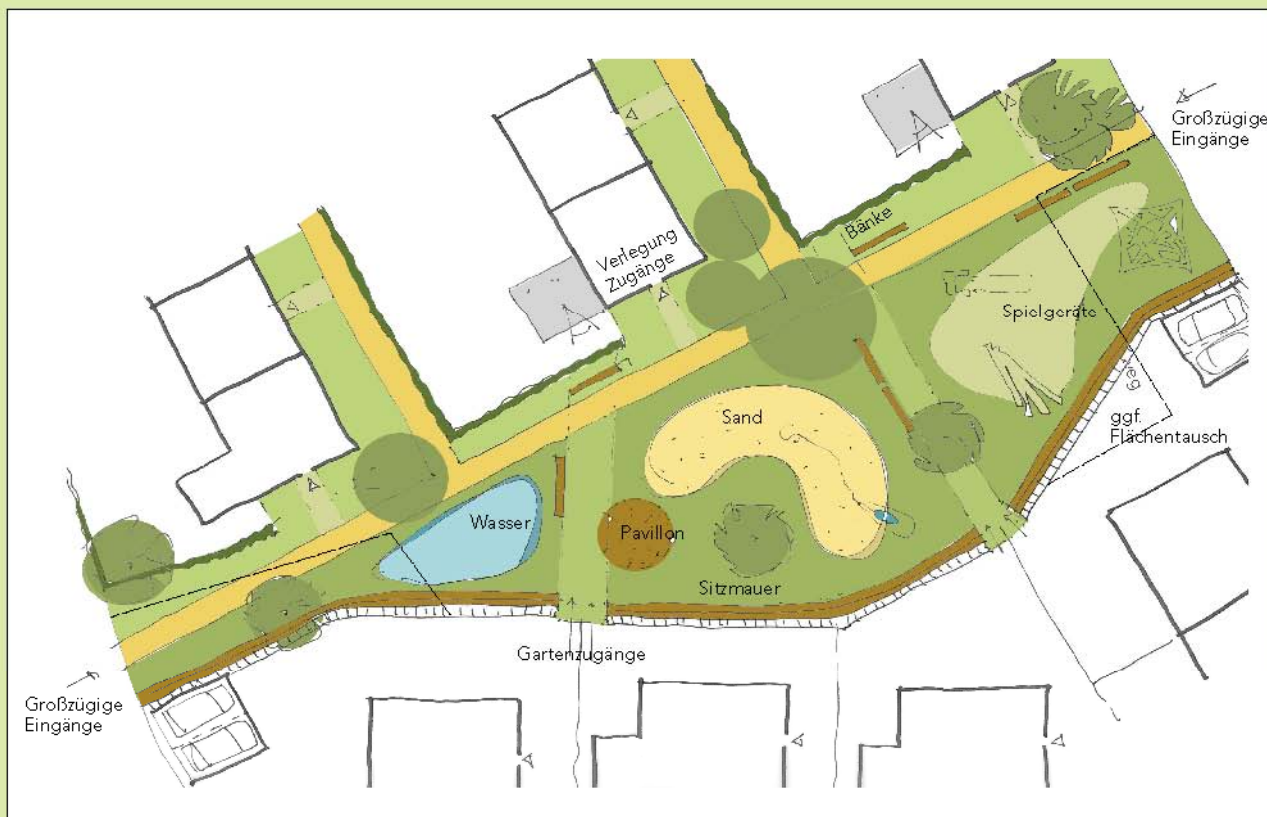 Großzügige
Eingänge
Bänke
Verlegung
Zugänge
Spielgeräte
Sand
ggf.
Flächentausch
Wasser
Pavillon
Sitzmauer
Gartenzugänge
Großzügige
Eingänge